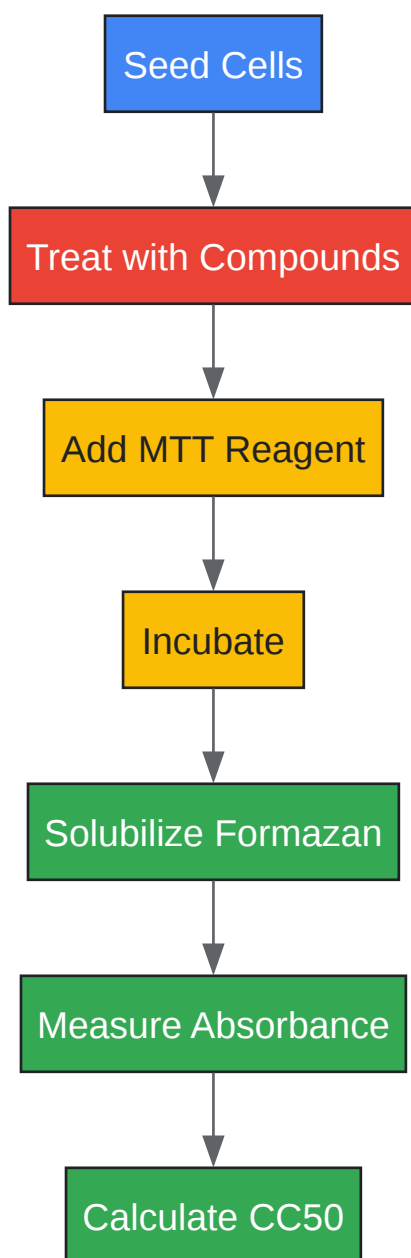 Seed Cells
Treat with Compounds
Add MTT Reagent
Incubate
Solubilize Formazan
Measure Absorbance
Calculate CC50